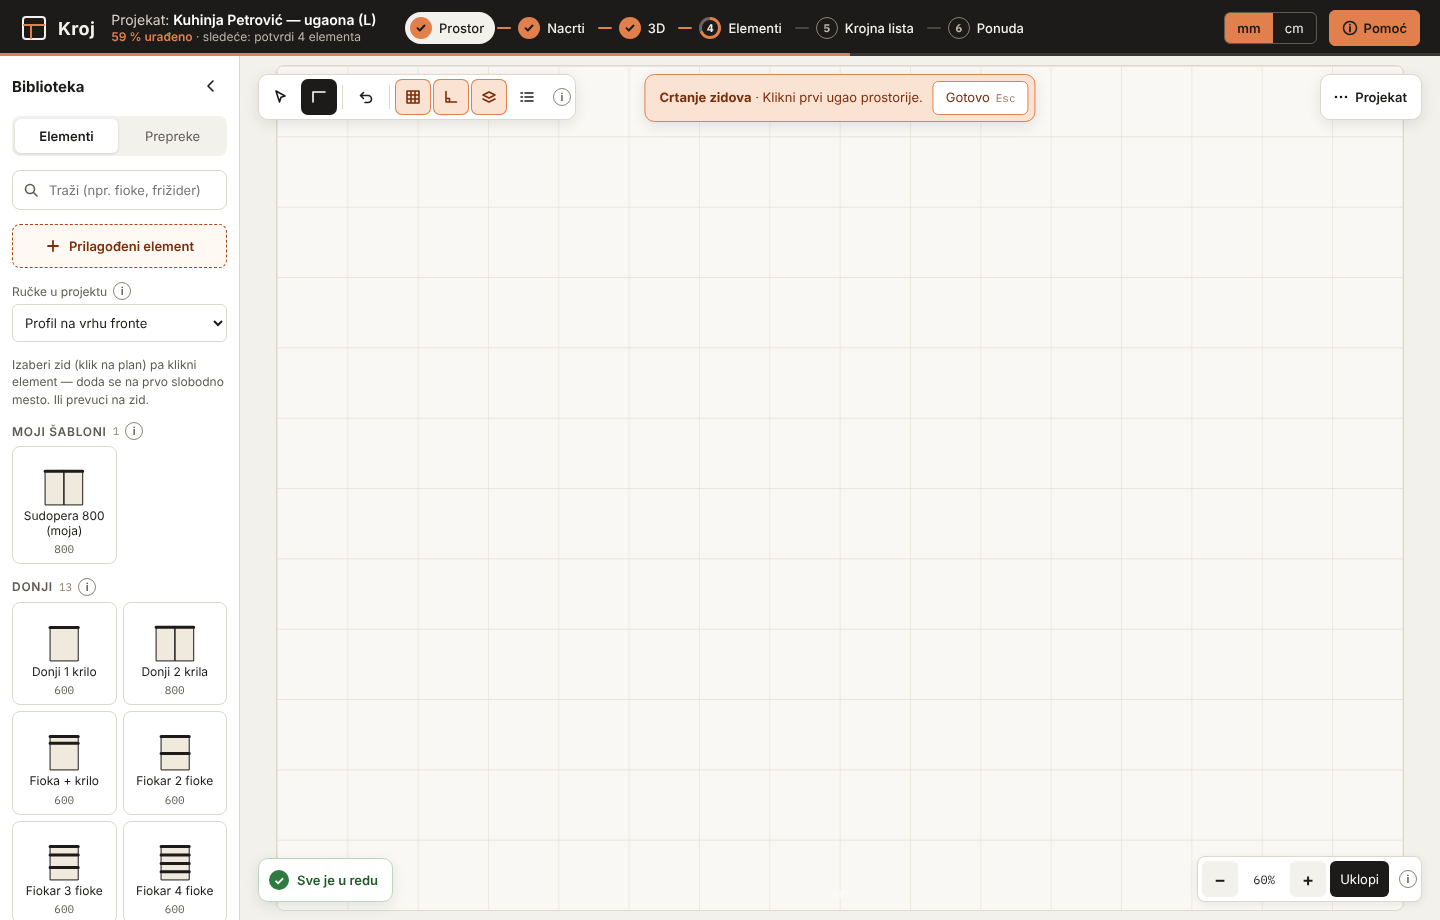 Kroj
Projekat: Kuhinja Petrović — ugaona (L)
59 % urađeno · sledeće: potvrdi 4 elementa
Prostor
Nacrti
3D
4 Elementi
5 Krojna lista
6 Ponuda
mm cm
Pomoć
Biblioteka
Elementi Prepreke
Traži (npr. fioke, frižider)
Prilagođeni element
Ručke u projektu i
Profil na vrhu fronte
Izaberi zid (klik na plan) pa klikni
element — doda se na prvo slobodno
mesto. Ili prevuci na zid.
MOJI ŠABLONI 1 i
Sudopera 800
(moja)
800
DONJI 13 i
Donji 1 krilo
600
Donji 2 krila
800
Fioka + krilo
600
Fiokar 2 fioke
600
Fiokar 3 fioke
600
Fiokar 4 fioke
600
i
Crtanje zidova · Klikni prvi ugao prostorije.
Gotovo Esc
Projekat
Sve je u redu
− 60% + Uklopi i